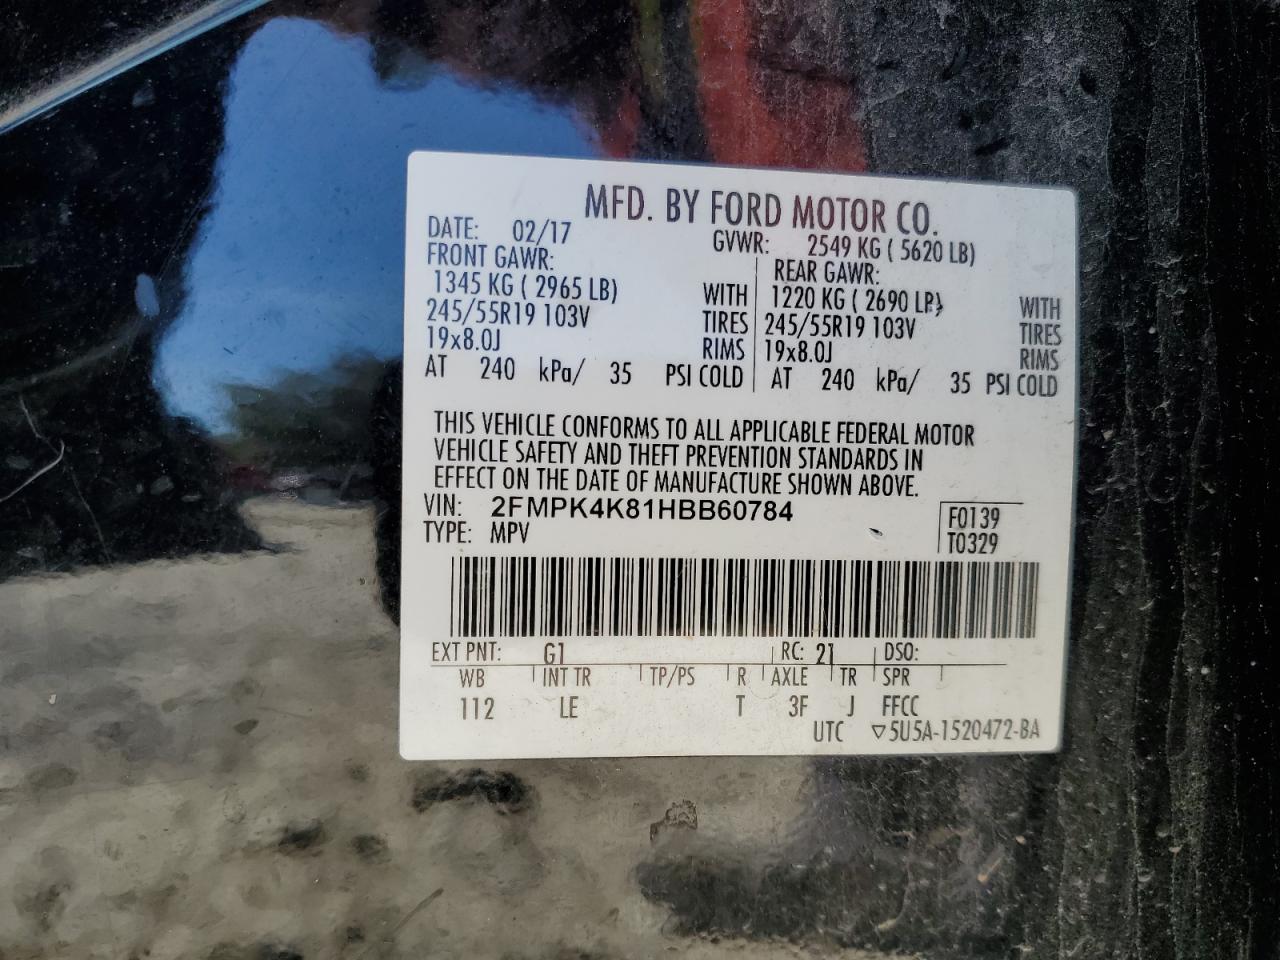 MFD. BY FORD MOTOR CO.
DATE: 02/17 GVWR: 2549 KG ( 5620 LB)
FRONT GAWR: REAR GAWR:
1345 KG ( 2965 LB) WITH 1220 KG ( 2690 LB) WITH
245/55R19 103V TIRES 245/55R19 103V TIRES
19x8.0J RIMS 19x8.0J RIMS
AT 240 kPa/ 35 PSI COLD AT 240 kPa/ 35 PSI COLD
THIS VEHICLE CONFORMS TO ALL APPLICABLE FEDERAL MOTOR
VEHICLE SAFETY AND THEFT PREVENTION STANDARDS IN
EFFECT ON THE DATE OF MANUFACTURE SHOWN ABOVE.
VIN: 2FMPK4K81HBB60784 F0139
TYPE: MPV T0329
EXT PNT: G1 RC: 21 DSO:
WB INT TR TP/PS R AXLE TR SPR
112 LE T 3F J FFCC
UTC ▽5U5A-1520472-BA